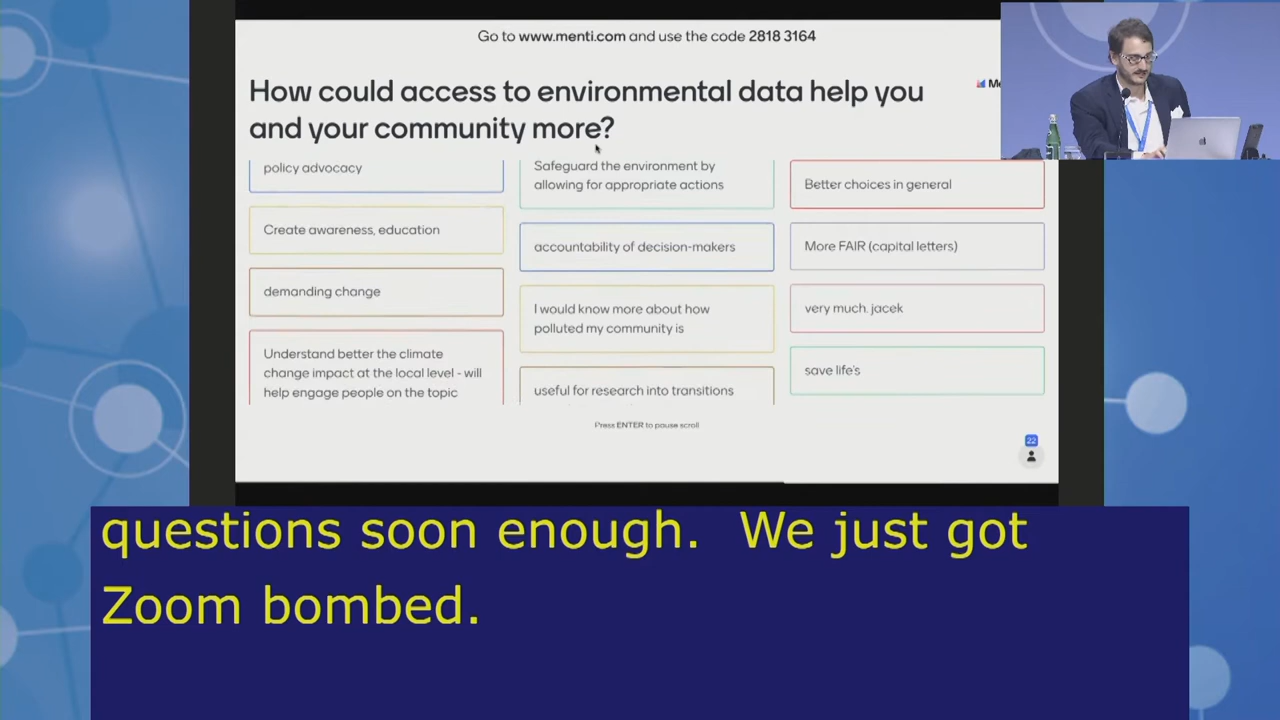 Go to www.menti.com and use the code 2818 3164
How could access to environmental data help you
and your community more?
policy advocacy
Create awareness, education
demanding change
Understand better the climate
change impact at the local level - will
help engage people on the topic
Safeguard the environment by
allowing for appropriate actions
accountability of decision-makers
I would know more about how
polluted my community is
useful for research into transitions
Better choices in general
More FAIR (capital letters)
very much. jacek
save life's
Press ENTER to pause scroll
22
questions soon enough.  We just got
Zoom bombed.